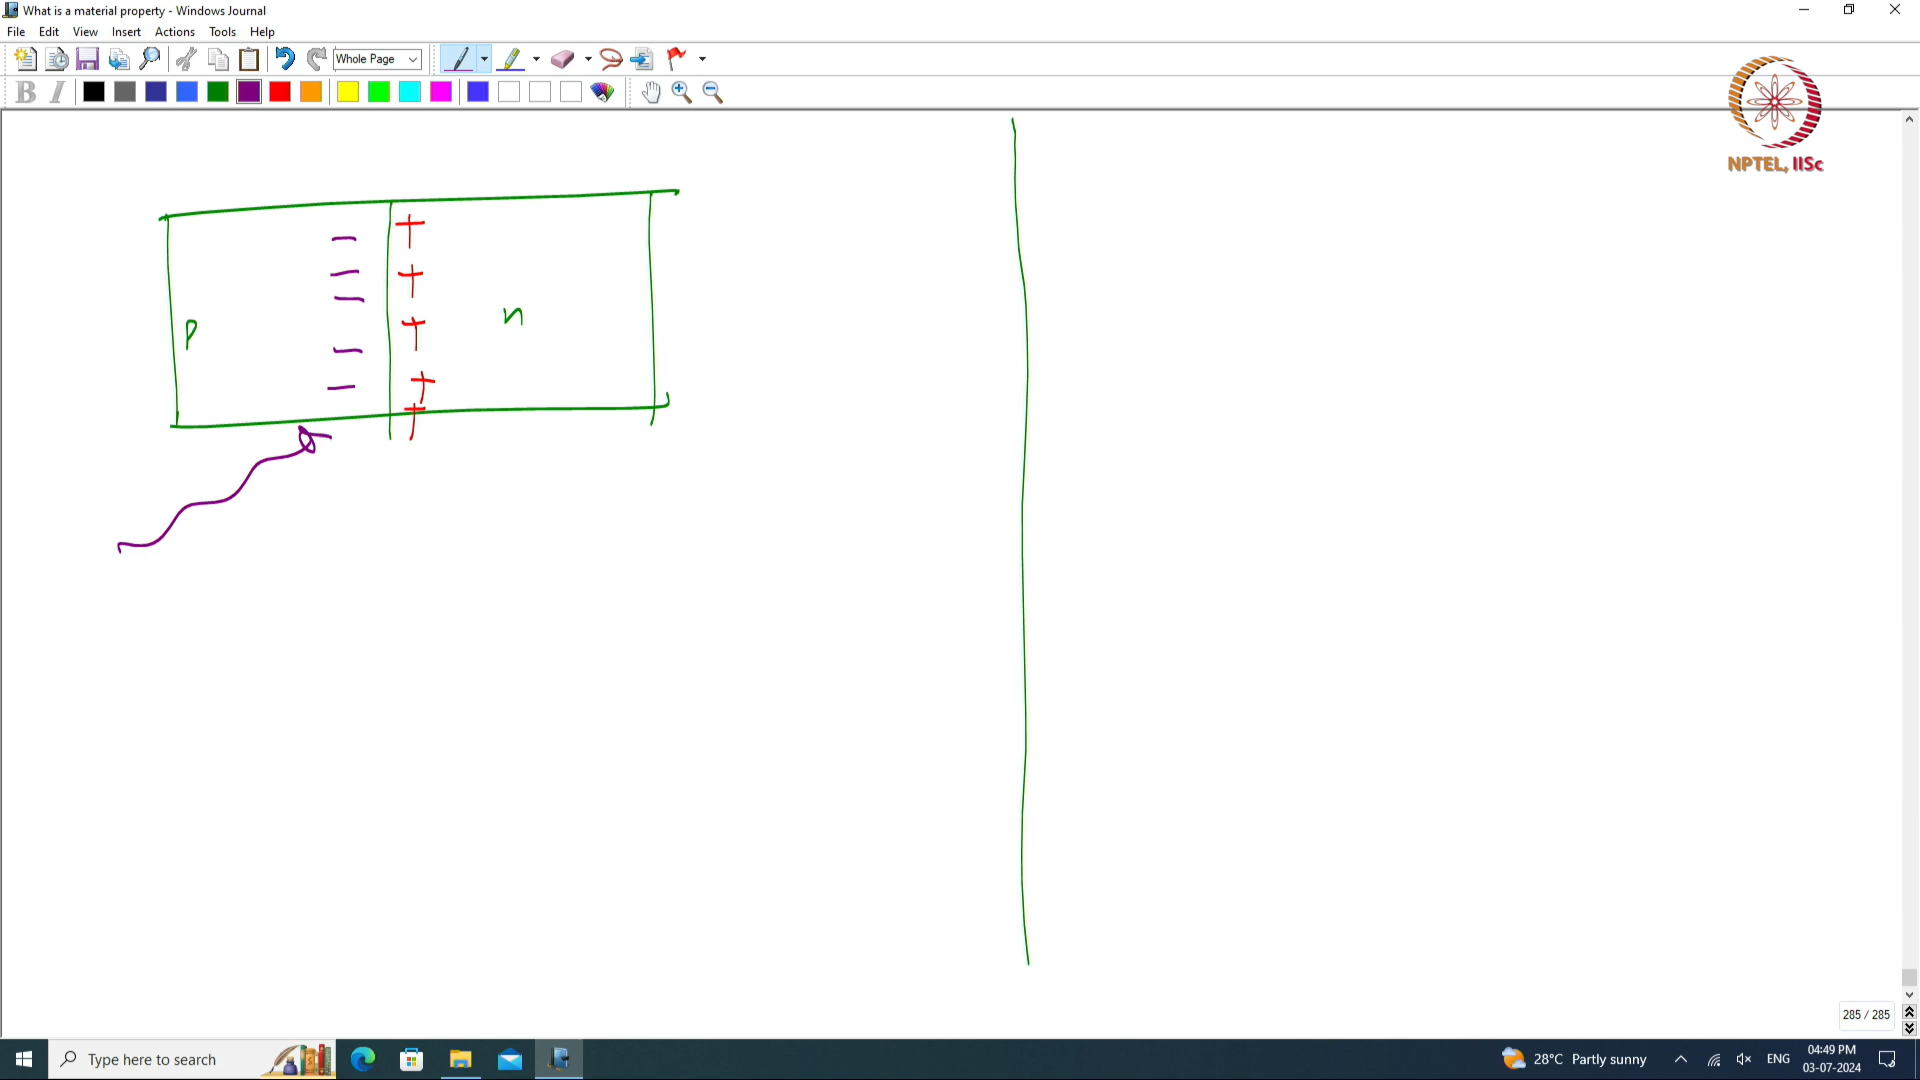 What is a material property - Windows Journal
File Edit View Insert Actions Tools Help
Whole Page
B I
NPTEL, IISc
p
n
285 / 285
Type here to search
28°C Partly sunny
ENG
04:49 PM
03-07-2024